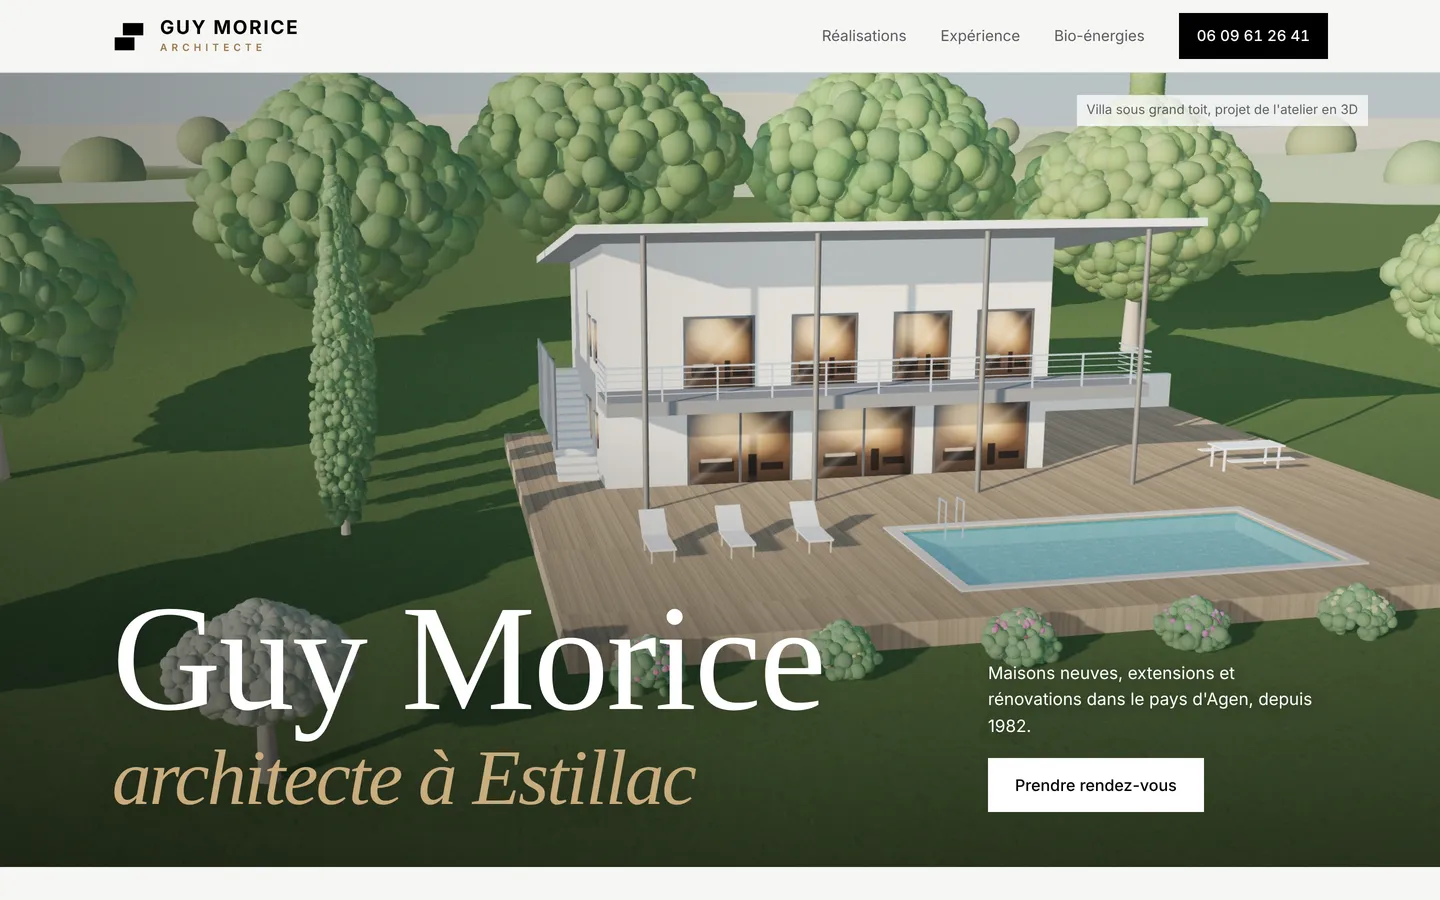 GUY MORICE
ARCHITECTE
Réalisations
Expérience
Bio-énergies
06 09 61 26 41
Villa sous grand toit, projet de l'atelier en 3D
Guy Morice
architecte à Estillac
Maisons neuves, extensions et
rénovations dans le pays d'Agen, depuis
1982.
Prendre rendez-vous